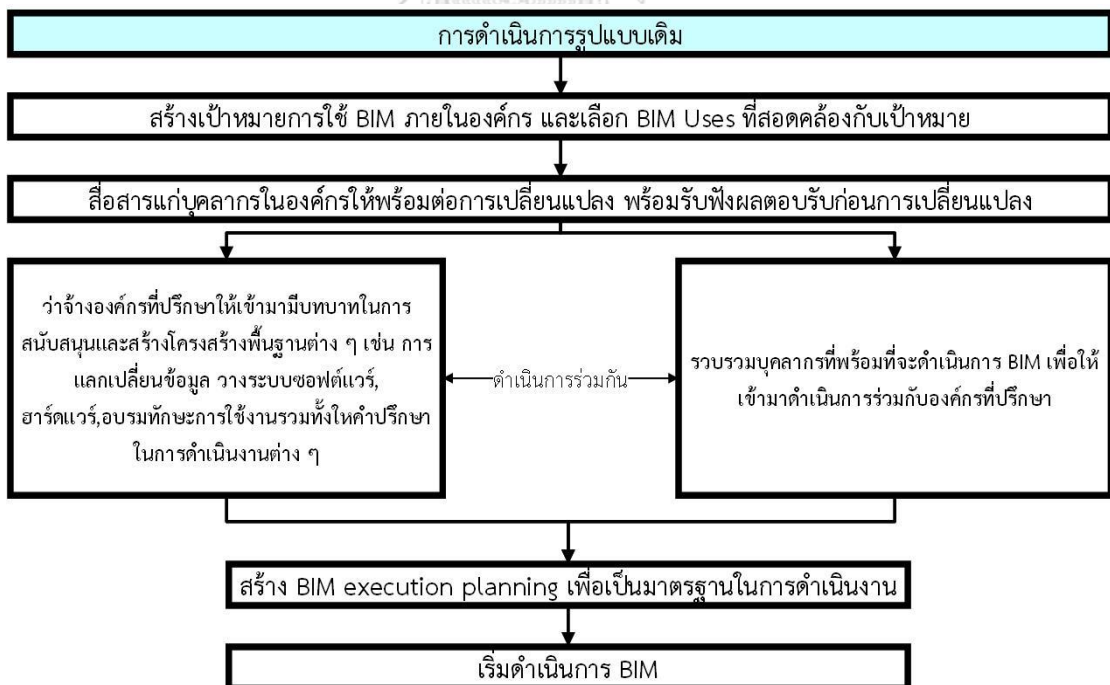 การดำเนินการรูปแบบเดิม
สร้างเป้าหมายการใช้ BIM ภายในองค์กร และเลือก BIM Uses ที่สอดคล้องกับเป้าหมาย
สื่อสารแก่บุคลากรในองค์กรให้พร้อมต่อการเปลี่ยนแปลง พร้อมรับฟังผลตอบรับก่อนการเปลี่ยนแปลง
ว่าจ้างองค์กรที่ปรึกษาให้เข้ามามีบทบาทในการ
สนับสนุนและสร้างโครงสร้างพื้นฐานต่าง ๆ เช่น การ
แลกเปลี่ยนข้อมูล วางระบบซอฟต์แวร์,
ฮาร์ดแวร์,อบรมทักษะการใช้งานรวมทั้งใหคำปรึกษา
ในการดำเนินงานต่าง ๆ
ดำเนินการร่วมกัน
รวบรวมบุคลากรที่พร้อมที่จะดำเนินการ BIM เพื่อให้
เข้ามาดำเนินการร่วมกับองค์กรที่ปรึกษา
สร้าง BIM execution planning เพื่อเป็นมาตรฐานในการดำเนินงาน
เริ่มดำเนินการ BIM